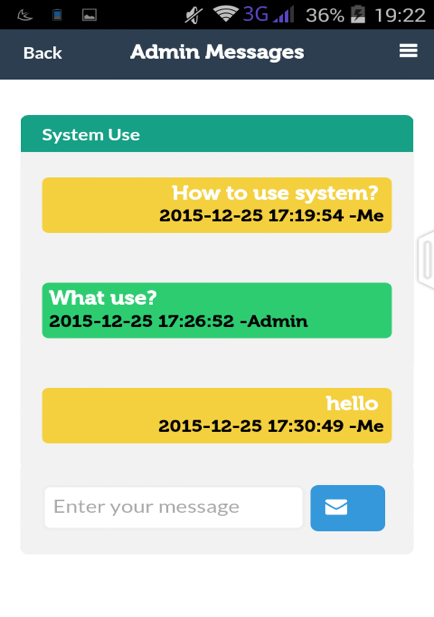 3G 36% 19:22
Back Admin Messages
System Use
How to use system?
2015-12-25 17:19:54 -Me
What use?
2015-12-25 17:26:52 -Admin
hello
2015-12-25 17:30:49 -Me
Enter your message